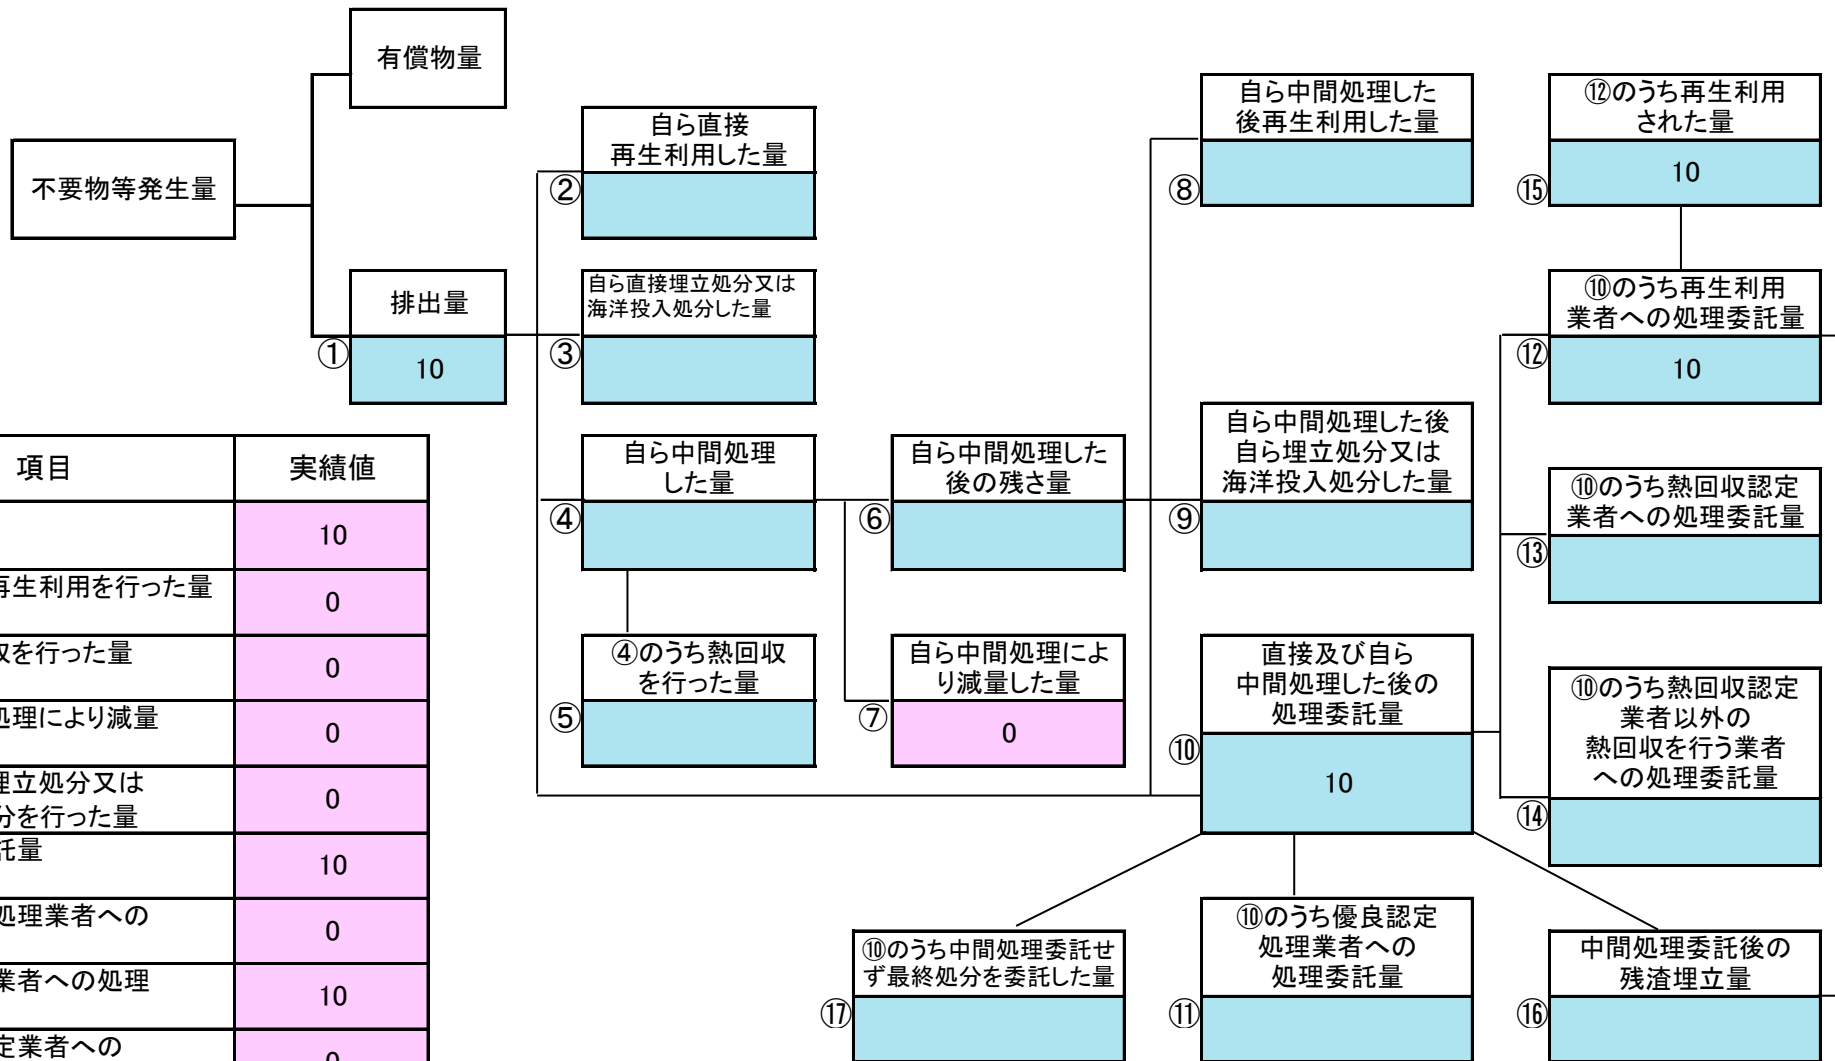 有償物量
不要物等発生量
排出量
①
10
自ら直接
再生利用した量
②
自ら直接埋立処分又は
海洋投入処分した量
③
自ら中間処理
した量
④
④のうち熱回収
を行った量
⑤
自ら中間処理した
後の残さ量
⑥
自ら中間処理によ
り減量した量
⑦
0
自ら中間処理した
後再生利用した量
⑧
自ら中間処理した後
自ら埋立処分又は
海洋投入処分した量
⑨
直接及び自ら
中間処理した後の
処理委託量
⑩
10
⑫のうち再生利用
された量
⑮
10
⑩のうち再生利用
業者への処理委託量
⑫
10
⑩のうち熱回収認定
業者への処理委託量
⑬
⑩のうち熱回収認定
業者以外の
熱回収を行う業者
への処理委託量
⑭
⑩のうち中間処理委託せ
ず最終処分を委託した量
⑰
⑩のうち優良認定
処理業者への
処理委託量
⑪
中間処理委託後の
残渣埋立量
⑯
項目
実績値
10
再生利用を行った量
0
収を行った量
0
処理により減量
0
埋立処分又は
分を行った量
0
託量
10
処理業者への
0
業者への処理
10
定業者への
0